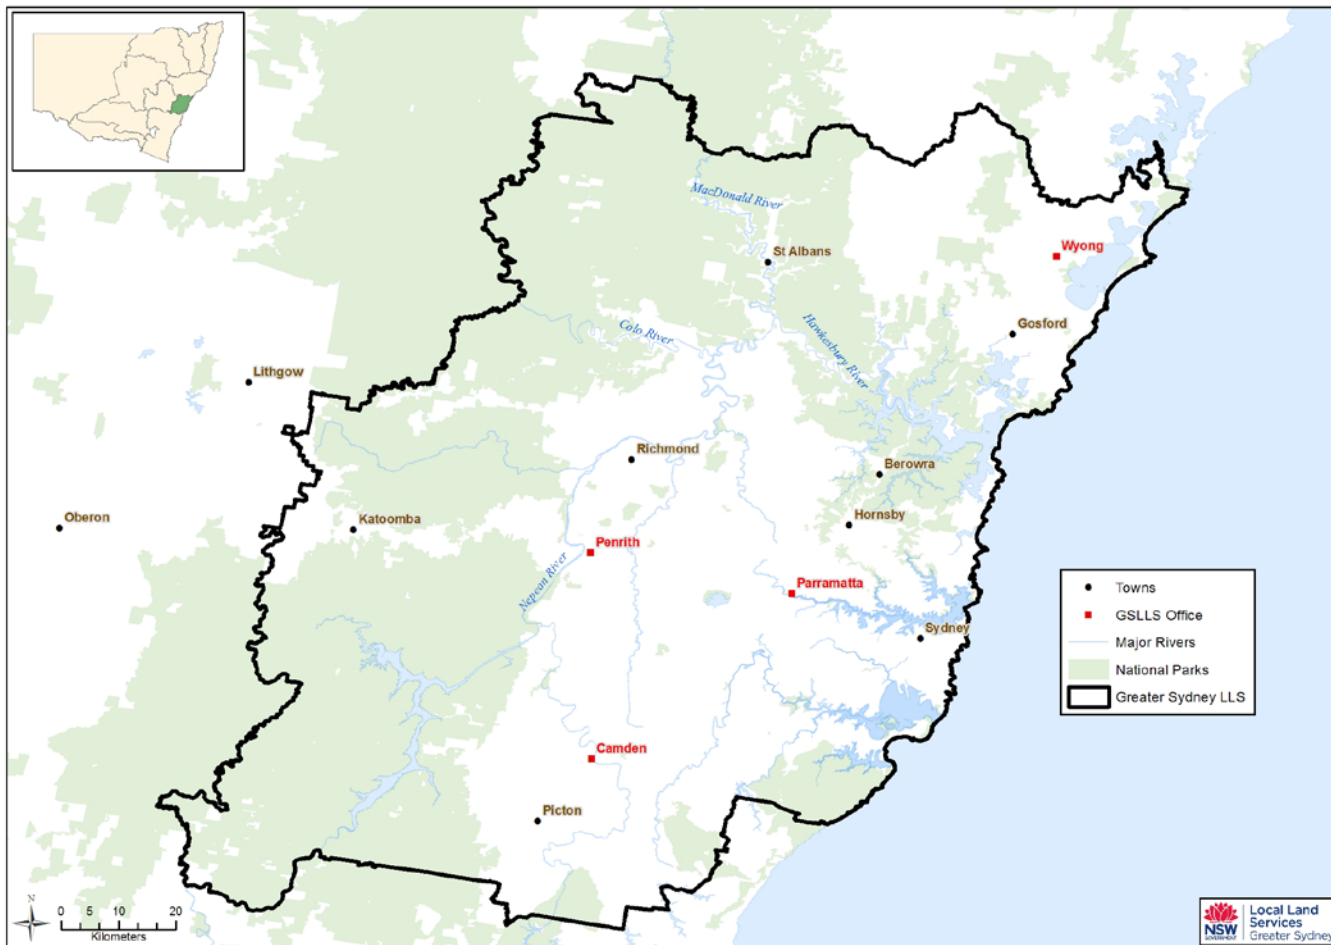 MacDonald River
St Albans
Wyong
Colo River
Hawkesbury River
Gosford
Lithgow
Richmond
Berowra
Oberon
Katoomba
Hornsby
Penrith
Nepean River
Parramatta
Sydney
Camden
Picton
Towns
GSLLS Office
Major Rivers
National Parks
Greater Sydney LLS
N
0 5 10 20
Kilometers
NSW
GOVERNMENT
Local Land
Services
Greater Sydney